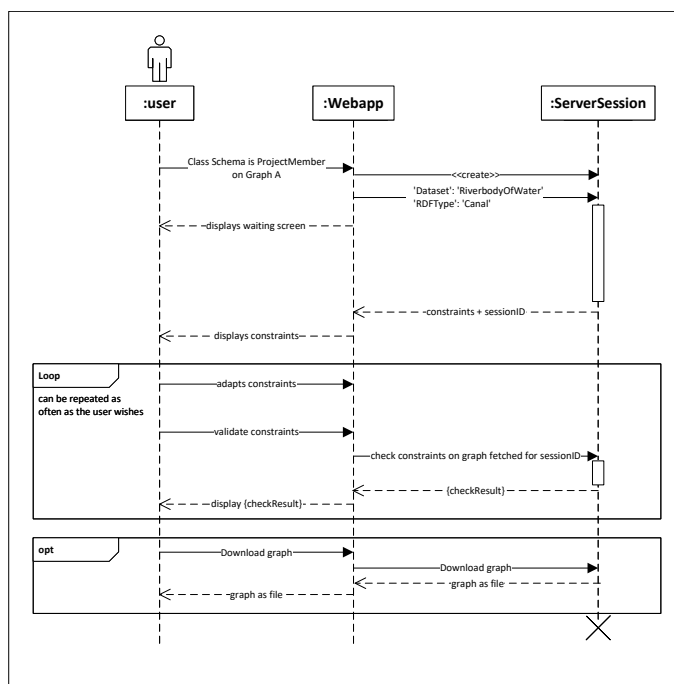 :user
:Webapp
:ServerSession
Class Schema is ProjectMember
on Graph A
<<create>>
'Dataset': 'RiverbodyOfWater'
'RDFType': 'Canal'
displays waiting screen
constraints + sessionID
displays constraints
Loop
can be repeated as
often as the user wishes
adapts constraints
validate constraints
check constraints on graph fetched for sessionID
{checkResult}
display {checkResult}
opt
Download graph
Download graph
graph as file
graph as file